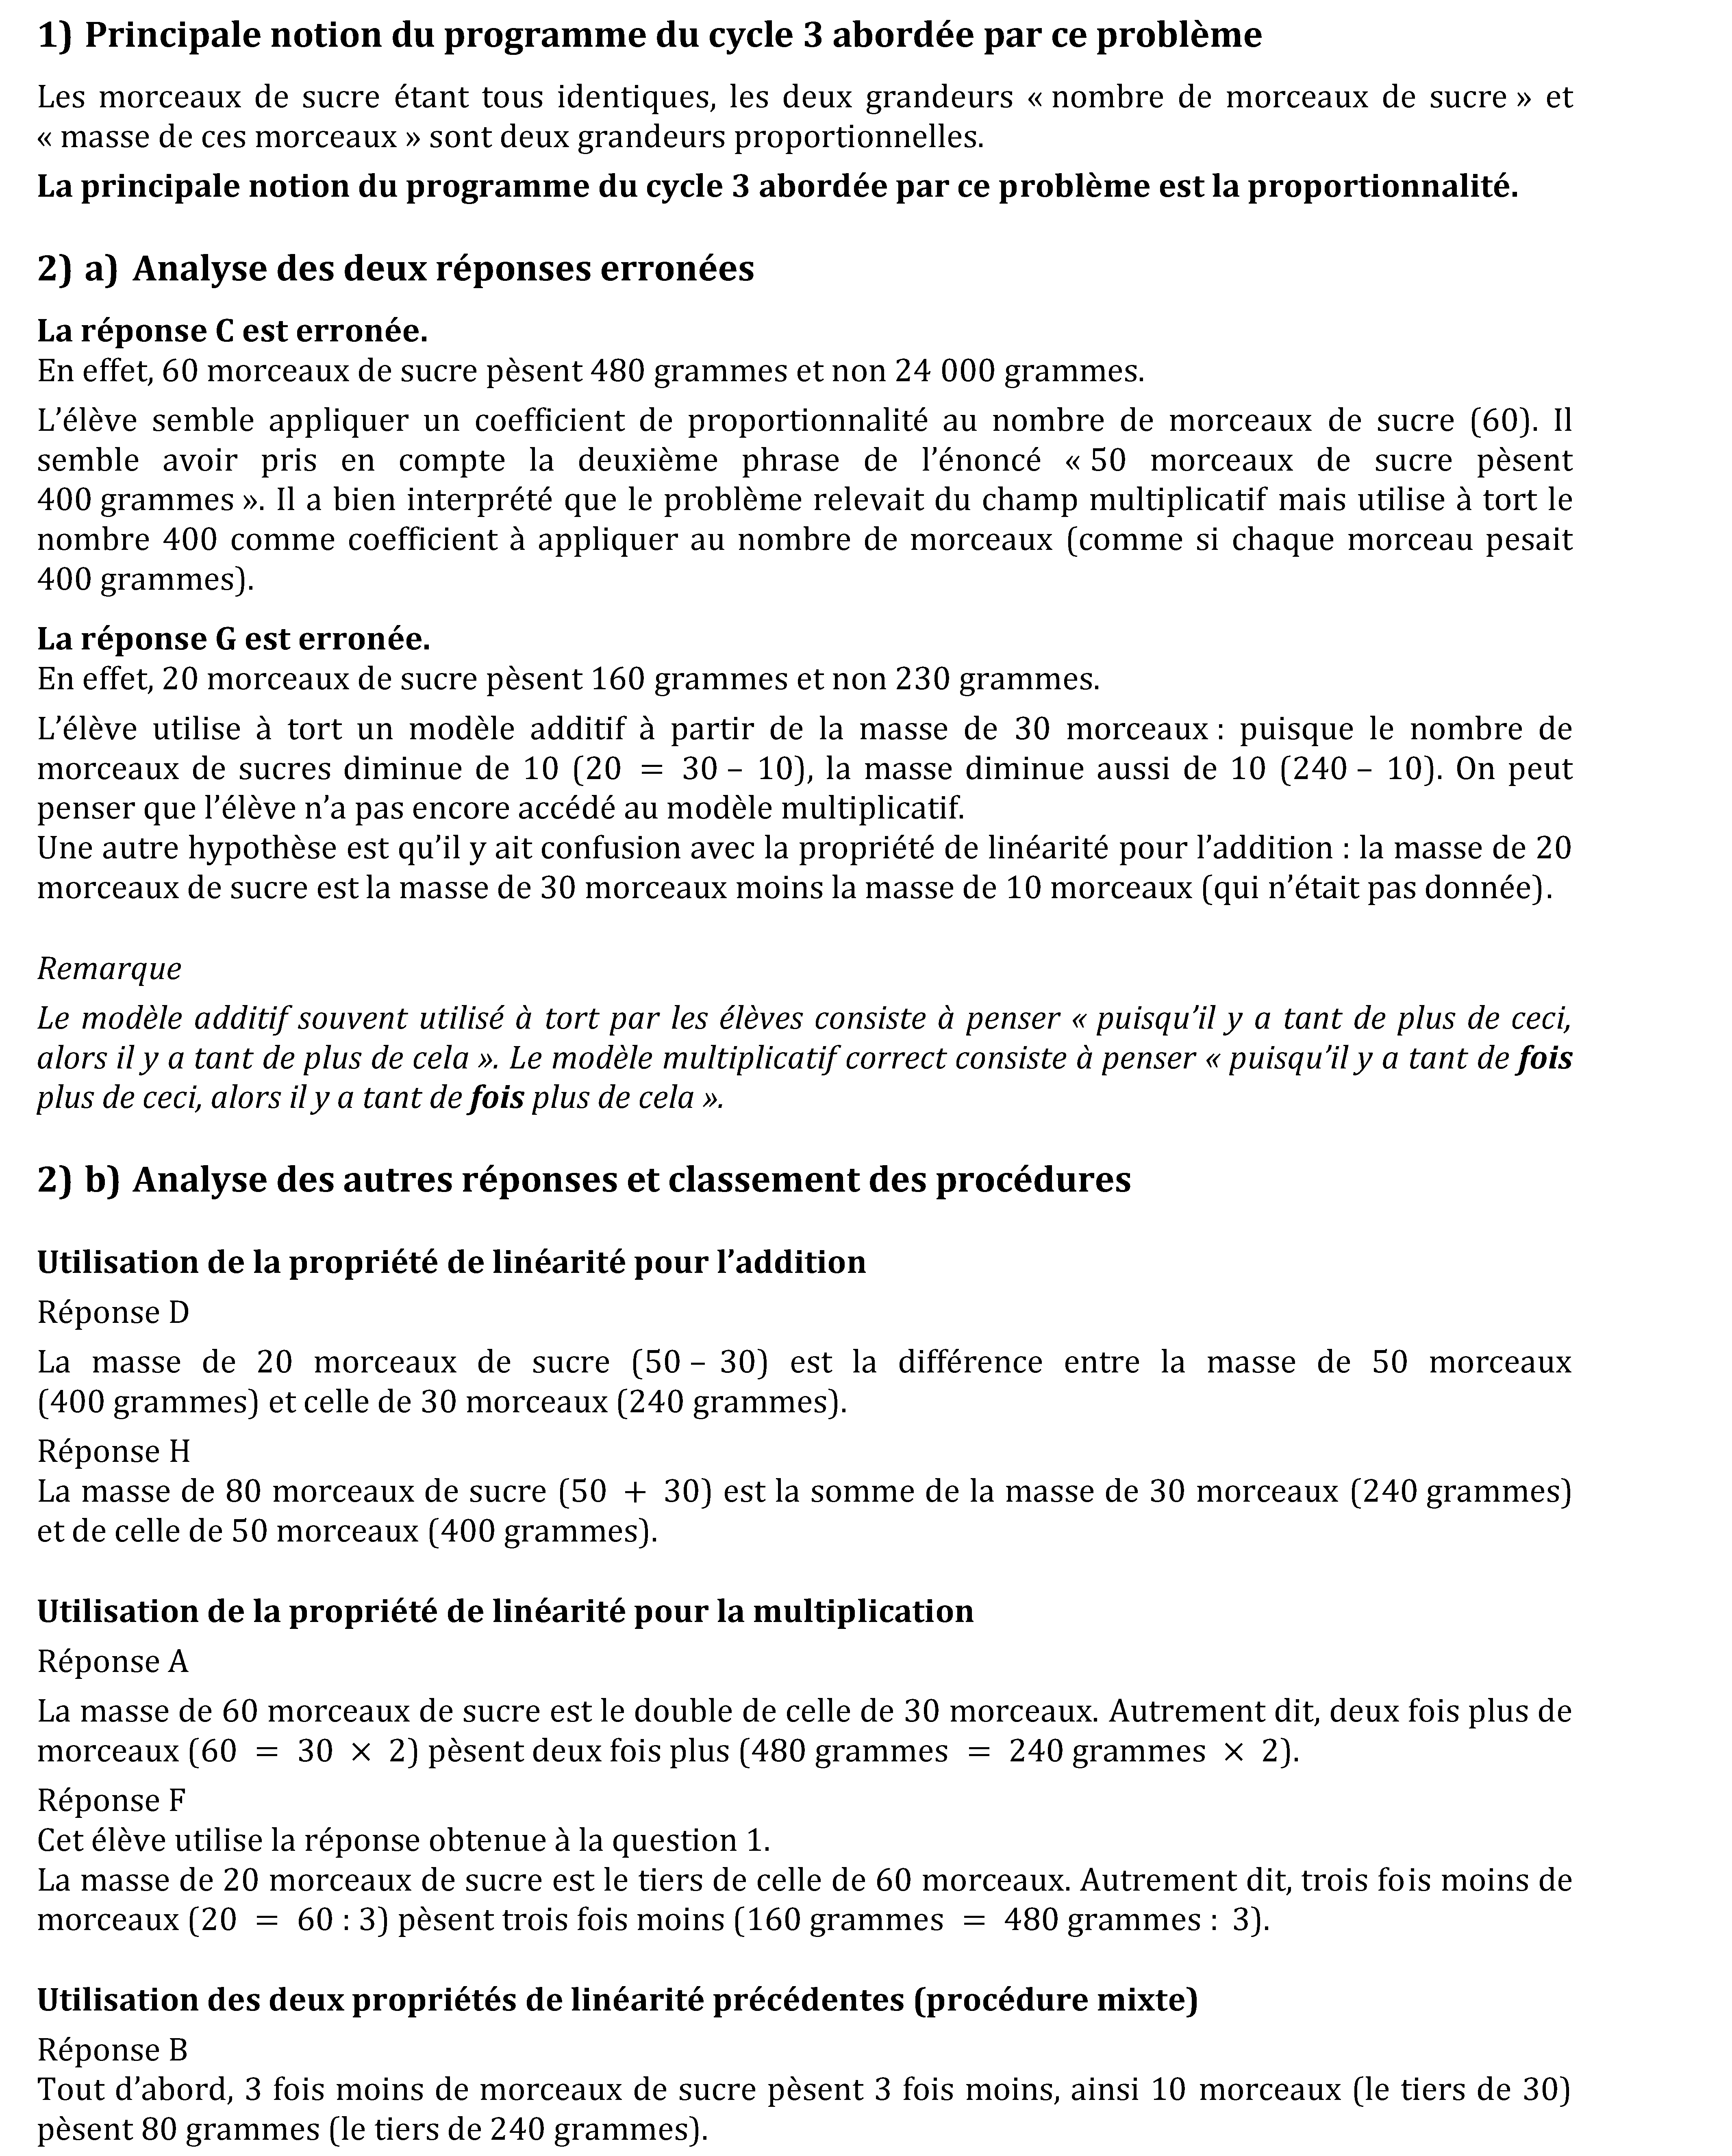 1) Principale notion du programme du cycle 3 abordée par ce problème
Les morceaux de sucre étant tous identiques, les deux grandeurs « nombre de morceaux de sucre » et
« masse de ces morceaux » sont deux grandeurs proportionnelles.
La principale notion du programme du cycle 3 abordée par ce problème est la proportionnalité.
2) a) Analyse des deux réponses erronées
La réponse C est erronée.
En effet, 60 morceaux de sucre pèsent 480 grammes et non 24 000 grammes.
L’élève semble appliquer un coefficient de proportionnalité au nombre de morceaux de sucre (60). Il
semble avoir pris en compte la deuxième phrase de l’énoncé « 50 morceaux de sucre pèsent
400 grammes ». Il a bien interprété que le problème relevait du champ multiplicatif mais utilise à tort le
nombre 400 comme coefficient à appliquer au nombre de morceaux (comme si chaque morceau pesait
400 grammes).
La réponse G est erronée.
En effet, 20 morceaux de sucre pèsent 160 grammes et non 230 grammes.
L’élève utilise à tort un modèle additif à partir de la masse de 30 morceaux : puisque le nombre de
morceaux de sucres diminue de 10 (20 = 30 – 10), la masse diminue aussi de 10 (240 – 10). On peut
penser que l’élève n’a pas encore accédé au modèle multiplicatif.
Une autre hypothèse est qu’il y ait confusion avec la propriété de linéarité pour l’addition : la masse de 20
morceaux de sucre est la masse de 30 morceaux moins la masse de 10 morceaux (qui n’était pas donnée).
Remarque
Le modèle additif souvent utilisé à tort par les élèves consiste à penser « puisqu’il y a tant de plus de ceci,
alors il y a tant de plus de cela ». Le modèle multiplicatif correct consiste à penser « puisqu’il y a tant de fois
plus de ceci, alors il y a tant de fois plus de cela ».
2) b) Analyse des autres réponses et classement des procédures
Utilisation de la propriété de linéarité pour l’addition
Réponse D
La masse de 20 morceaux de sucre (50 – 30) est la différence entre la masse de 50 morceaux
(400 grammes) et celle de 30 morceaux (240 grammes).
Réponse H
La masse de 80 morceaux de sucre (50 + 30) est la somme de la masse de 30 morceaux (240 grammes)
et de celle de 50 morceaux (400 grammes).
Utilisation de la propriété de linéarité pour la multiplication
Réponse A
La masse de 60 morceaux de sucre est le double de celle de 30 morceaux. Autrement dit, deux fois plus de
morceaux (60 = 30 × 2) pèsent deux fois plus (480 grammes = 240 grammes × 2).
Réponse F
Cet élève utilise la réponse obtenue à la question 1.
La masse de 20 morceaux de sucre est le tiers de celle de 60 morceaux. Autrement dit, trois fois moins de
morceaux (20 = 60 : 3) pèsent trois fois moins (160 grammes = 480 grammes : 3).
Utilisation des deux propriétés de linéarité précédentes (procédure mixte)
Réponse B
Tout d’abord, 3 fois moins de morceaux de sucre pèsent 3 fois moins, ainsi 10 morceaux (le tiers de 30)
pèsent 80 grammes (le tiers de 240 grammes).